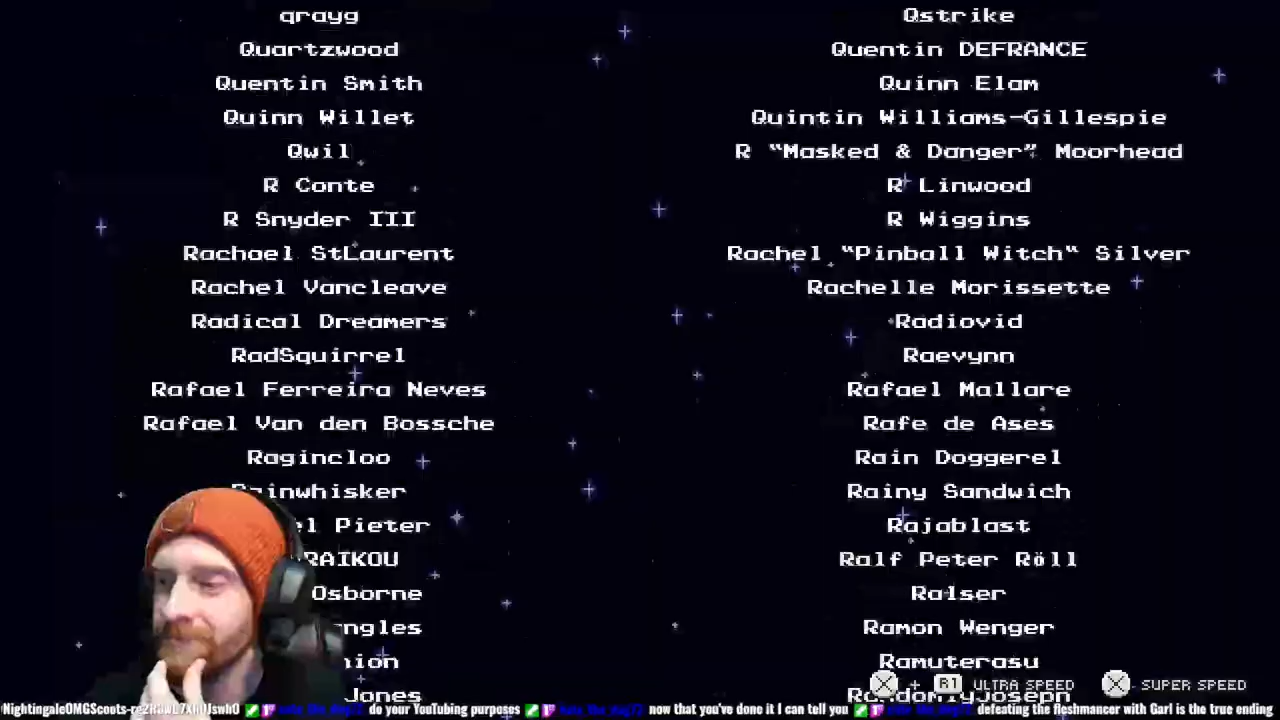 qrayg Qstrike
Quartzwood Quentin DEFRANCE
Quentin Smith Quinn Elam
Quinn Willet Quintin Williams-Gillespie
Qwil R “Masked & Danger” Moorhead
R Conte R Linwood
R Snyder III R Wiggins
Rachael StLaurent Rachel “Pinball Witch“ Silver
Rachel Vancleave Rachelle Morissette
Radical Dreamers Radiovid
RadSquirrel Raevynn
Rafael Ferreira Neves Rafael Mallare
Rafael Van den Bossche Rafe de Ases
Ragincloo Rain Doggerel
Rainwhisker Rainy Sandwich
Pieter Rajablast
RAIKOU Ralf Peter Röll
Osborne Ralser
Ramon Wenger
Ramuterasu
Jones
+ R1 ULTRA SPEED SUPER SPEED
do your YouTubing purposes now that you've done it I can tell you defeating the fleshmancer with Garl is the true ending